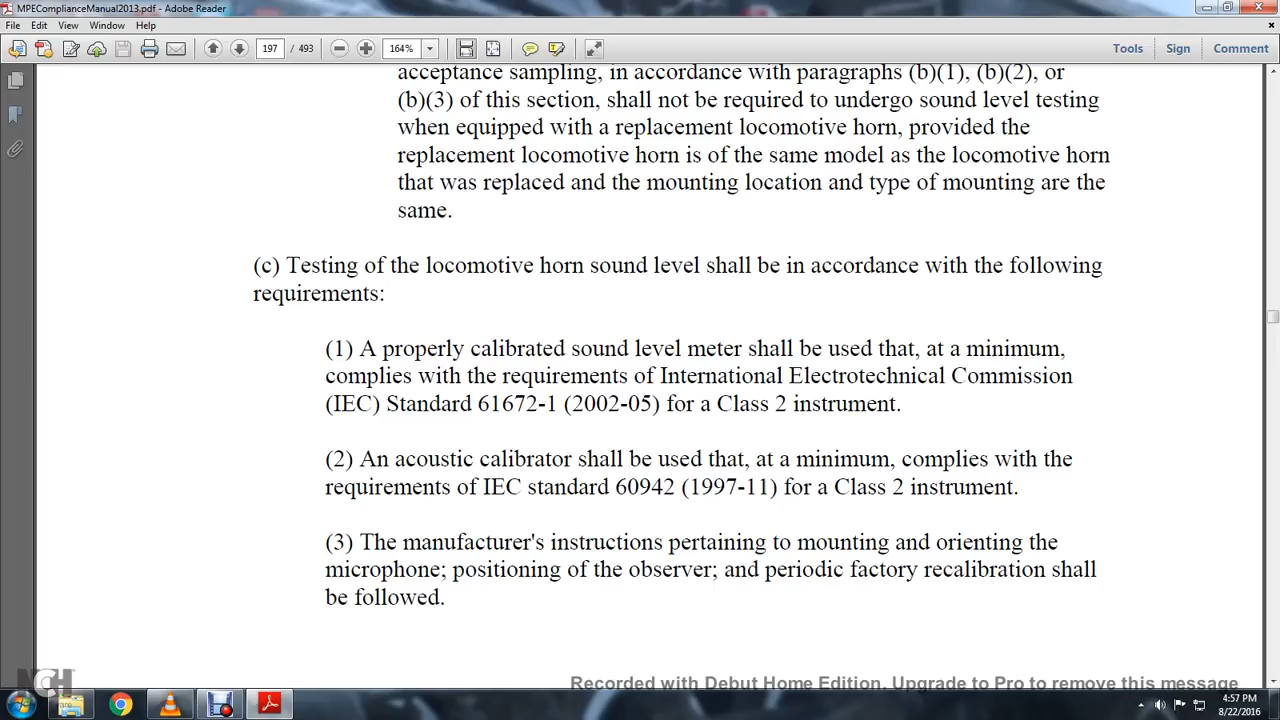 MPEComplianceManual2013.pdf - Adobe Reader
File Edit View Window Help
197 / 493 164% Tools Sign Comment
acceptance sampling, in accordance with paragraphs (b)(1), (b)(2), or
(b)(3) of this section, shall not be required to undergo sound level testing
when equipped with a replacement locomotive horn, provided the
replacement locomotive horn is of the same model as the locomotive horn
that was replaced and the mounting location and type of mounting are the
same.
(c) Testing of the locomotive horn sound level shall be in accordance with the following
requirements:
(1) A properly calibrated sound level meter shall be used that, at a minimum,
complies with the requirements of International Electrotechnical Commission
(IEC) Standard 61672-1 (2002-05) for a Class 2 instrument.
(2) An acoustic calibrator shall be used that, at a minimum, complies with the
requirements of IEC standard 60942 (1997-11) for a Class 2 instrument.
(3) The manufacturer's instructions pertaining to mounting and orienting the
microphone; positioning of the observer; and periodic factory recalibration shall
be followed.
NCH
Recorded with Debut Home Edition. Upgrade to Pro to remove this message
4:57 PM
8/22/2016